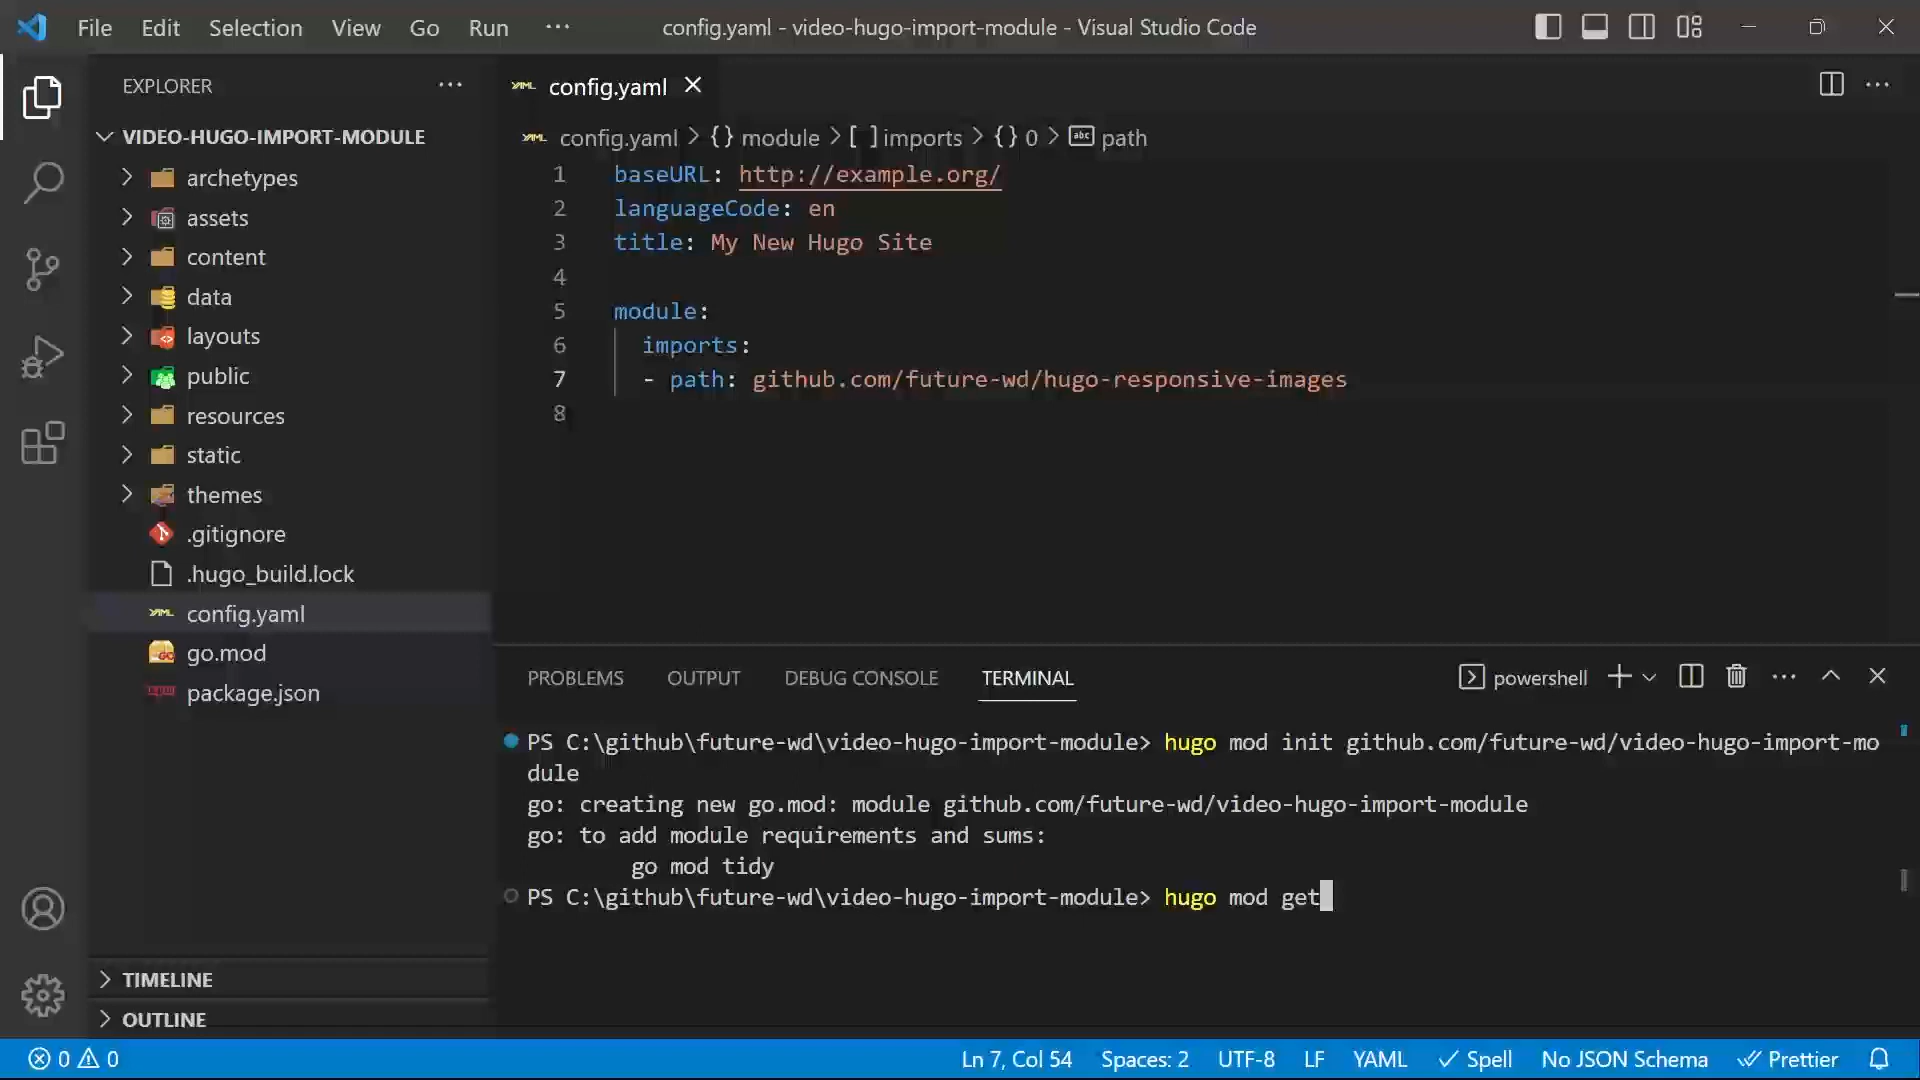 File Edit Selection View Go Run ··· config.yaml - video-hugo-import-module - Visual Studio Code
EXPLORER ···
VIDEO-HUGO-IMPORT-MODULE
archetypes
assets
content
data
layouts
public
resources
static
themes
.gitignore
.hugo_build.lock
config.yaml
go.mod
package.json
TIMELINE
OUTLINE
YAML config.yaml
YAML config.yaml > {} module > [ ] imports > {} 0 > abc path
1 baseURL: http://example.org/
2 languageCode: en
3 title: My New Hugo Site
4
5 module:
6 imports:
7 - path: github.com/future-wd/hugo-responsive-images
8
PROBLEMS OUTPUT DEBUG CONSOLE TERMINAL powershell
PS C:\github\future-wd\video-hugo-import-module> hugo mod init github.com/future-wd/video-hugo-import-mo
dule
go: creating new go.mod: module github.com/future-wd/video-hugo-import-module
go: to add module requirements and sums:
go mod tidy
PS C:\github\future-wd\video-hugo-import-module> hugo mod get
0 0 Ln 7, Col 54 Spaces: 2 UTF-8 LF YAML Spell No JSON Schema Prettier